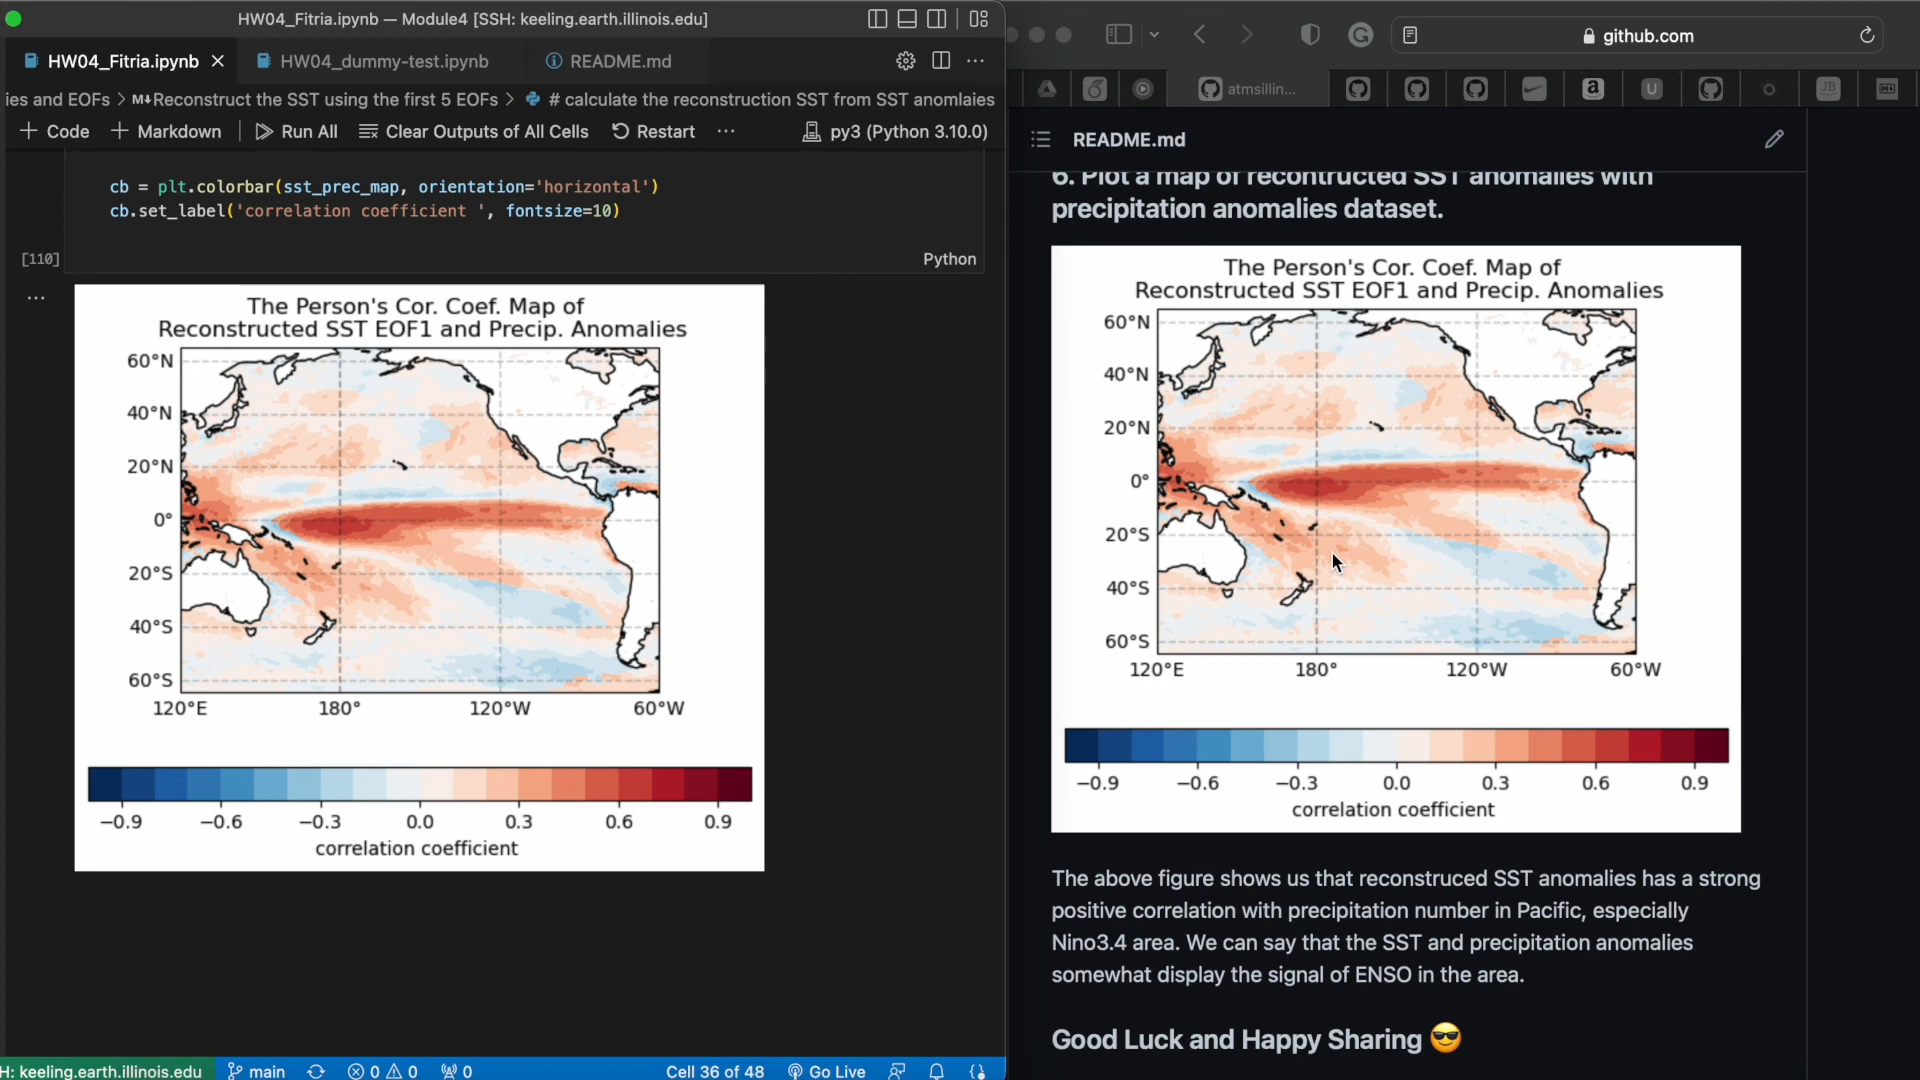 HW04_Fitria.ipynb — Module4 [SSH: keeling.earth.illinois.edu]
HW04_Fitria.ipynb
HW04_dummy-test.ipynb
README.md
ies and EOFs > M↓Reconstruct the SST using the first 5 EOFs > # calculate the reconstruction SST from SST anomlaies
+ Code + Markdown Run All Clear Outputs of All Cells Restart ... py3 (Python 3.10.0)
cb = plt.colorbar(sst_prec_map, orientation='horizontal')
cb.set_label('correlation coefficient ', fontsize=10)
[110]
Python
...
The Person's Cor. Coef. Map of
Reconstructed SST EOF1 and Precip. Anomalies
60°N
40°N
20°N
0°
20°S
40°S
60°S
120°E 180° 120°W 60°W
−0.9 −0.6 −0.3 0.0 0.3 0.6 0.9
correlation coefficient
H: keeling.earth.illinois.edu main 0 0 0 Cell 36 of 48 Go Live
github.com
atmsillin...
a
U
JB
README.md
6. Plot a map of recontructed SST anomalies with
precipitation anomalies dataset.
The Person's Cor. Coef. Map of
Reconstructed SST EOF1 and Precip. Anomalies
60°N
40°N
20°N
0°
20°S
40°S
60°S
120°E 180° 120°W 60°W
−0.9 −0.6 −0.3 0.0 0.3 0.6 0.9
correlation coefficient
The above figure shows us that reconstruced SST anomalies has a strong
positive correlation with precipitation number in Pacific, especially
Nino3.4 area. We can say that the SST and precipitation anomalies
somewhat display the signal of ENSO in the area.
Good Luck and Happy Sharing 😎